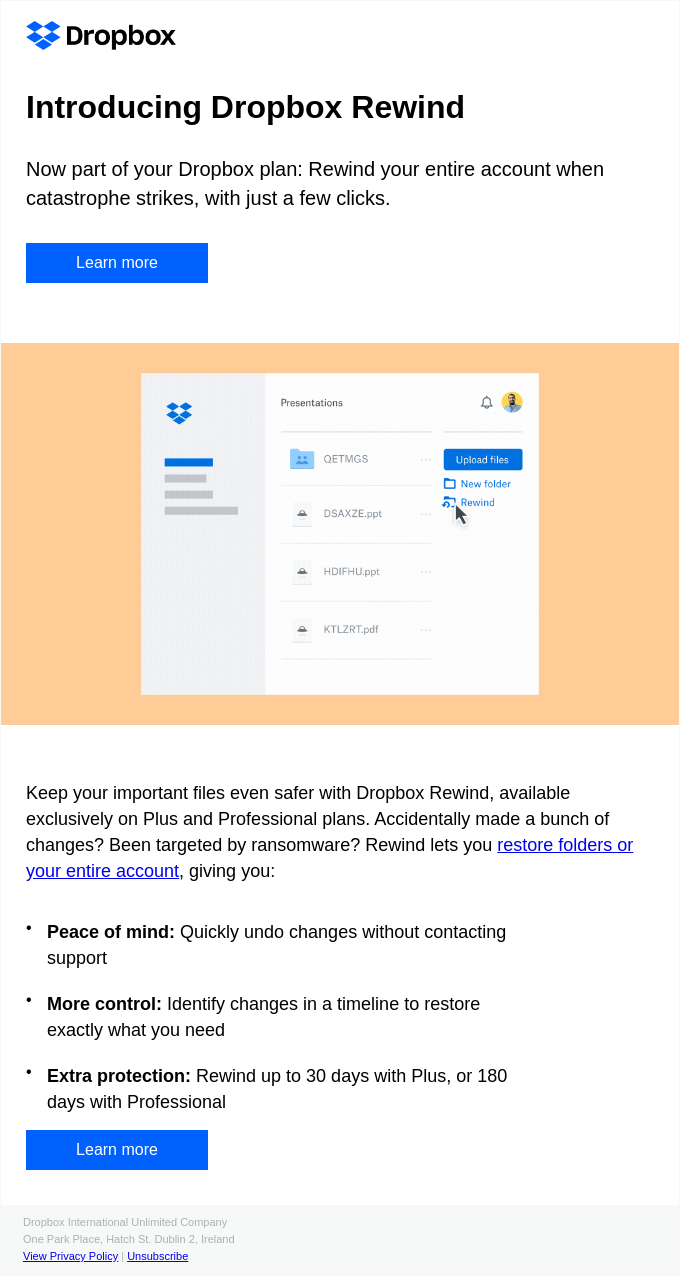 Dropbox
Introducing Dropbox Rewind
Now part of your Dropbox plan: Rewind your entire account when
catastrophe strikes, with just a few clicks.
Learn more
Presentations
QETMGS
Upload files
New folder
Rewind
DSAXZE.ppt
HDIFHU.ppt
KTLZRT.pdf
Keep your important files even safer with Dropbox Rewind, available
exclusively on Plus and Professional plans. Accidentally made a bunch of
changes? Been targeted by ransomware? Rewind lets you restore folders or
your entire account, giving you:
• Peace of mind: Quickly undo changes without contacting
support
• More control: Identify changes in a timeline to restore
exactly what you need
• Extra protection: Rewind up to 30 days with Plus, or 180
days with Professional
Learn more
Dropbox International Unlimited Company
One Park Place, Hatch St. Dublin 2, Ireland
View Privacy Policy | Unsubscribe